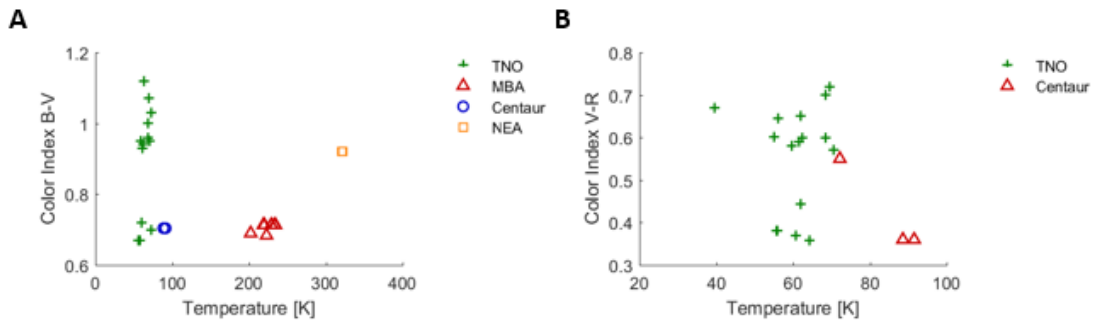 A
Color Index B-V
1.2
1
0.8
0.6
0
100
200
300
400
Temperature [K]
TNO
MBA
Centaur
NEA
B
Color Index V-R
0.8
0.7
0.6
0.5
0.4
0.3
20
40
60
80
100
Temperature [K]
TNO
Centaur